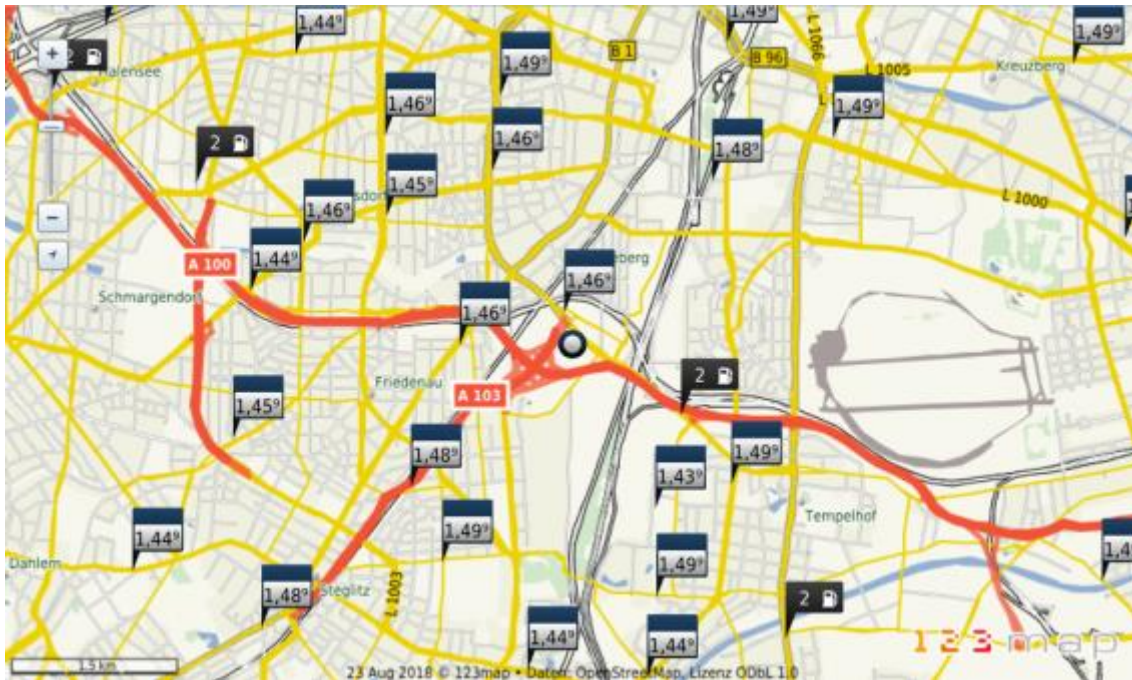 1,44⁹
1,49⁹
B 1
L 1066
1,49⁹
2
Halensee
1,49⁹
B 96
L 1005
Kreuzberg
1,46⁹
1,49⁹
1,46⁹
1,48⁹
2
1,45⁹
1,46⁹
L 1000
1,44⁹
A 100
1,46⁹
Schmargendorf
1,46⁹
Friedenau
A 103
2
1,45⁹
1,48⁹
1,49⁹
1,43⁹
1,44⁹
1,49⁹
Tempelhof
1,49⁹
Dahlem
1,48⁹
Steglitz
L 1003
2
1,44⁹
1,44⁹
123map
1.5 km
23 Aug 2018 © 123map • Daten: OpenStreetMap, Lizenz ODbL 1.0